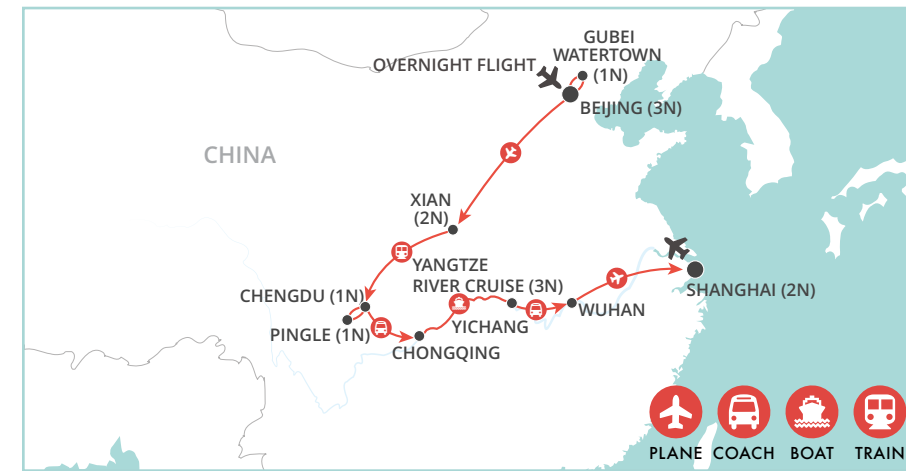 GUBEI
WATERTOWN
(1N)
OVERNIGHT FLIGHT
BEIJING (3N)
CHINA
XIAN
(2N)
YANGTZE
RIVER CRUISE (3N)
CHENGDU (1N)
SHANGHAI (2N)
WUHAN
YICHANG
PINGLE (1N)
CHONGQING
PLANE COACH BOAT TRAIN